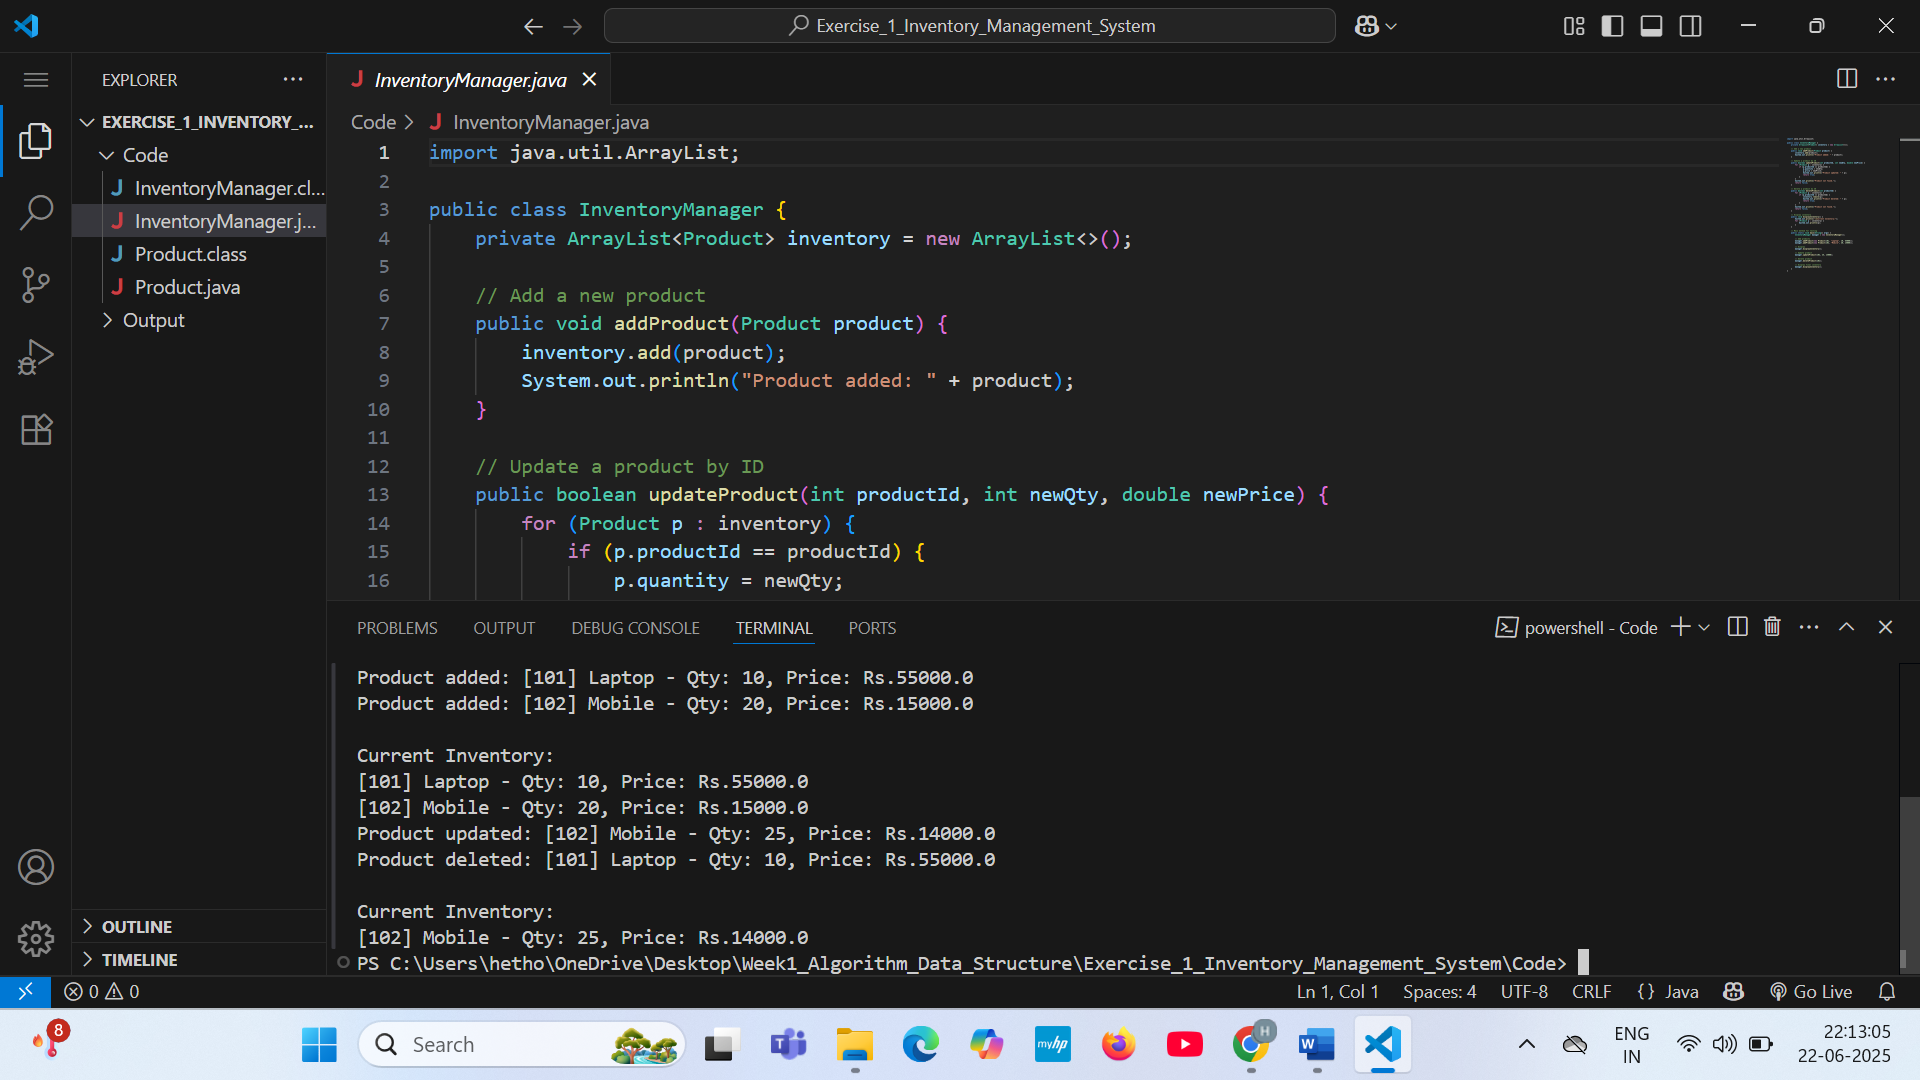 Exercise_1_Inventory_Management_System
EXPLORER
InventoryManager.java
EXERCISE_1_INVENTORY_...
Code
InventoryManager.cl...
InventoryManager.j...
Product.class
Product.java
Output
OUTLINE
TIMELINE
Code > InventoryManager.java
1 import java.util.ArrayList;
2
3 public class InventoryManager {
4 private ArrayList<Product> inventory = new ArrayList<>();
5
6 // Add a new product
7 public void addProduct(Product product) {
8 inventory.add(product);
9 System.out.println("Product added: " + product);
10 }
11
12 // Update a product by ID
13 public boolean updateProduct(int productId, int newQty, double newPrice) {
14 for (Product p : inventory) {
15 if (p.productId == productId) {
16 p.quantity = newQty;
PROBLEMS OUTPUT DEBUG CONSOLE TERMINAL PORTS
powershell - Code
Product added: [101] Laptop - Qty: 10, Price: Rs.55000.0
Product added: [102] Mobile - Qty: 20, Price: Rs.15000.0
Current Inventory:
[101] Laptop - Qty: 10, Price: Rs.55000.0
[102] Mobile - Qty: 20, Price: Rs.15000.0
Product updated: [102] Mobile - Qty: 25, Price: Rs.14000.0
Product deleted: [101] Laptop - Qty: 10, Price: Rs.55000.0
Current Inventory:
[102] Mobile - Qty: 25, Price: Rs.14000.0
PS C:\Users\hetho\OneDrive\Desktop\Week1_Algorithm_Data_Structure\Exercise_1_Inventory_Management_System\Code>
0 0
Ln 1, Col 1 Spaces: 4 UTF-8 CRLF {} Java Go Live
8
Search
myhp
H
ENG
IN
22:13:05
22-06-2025